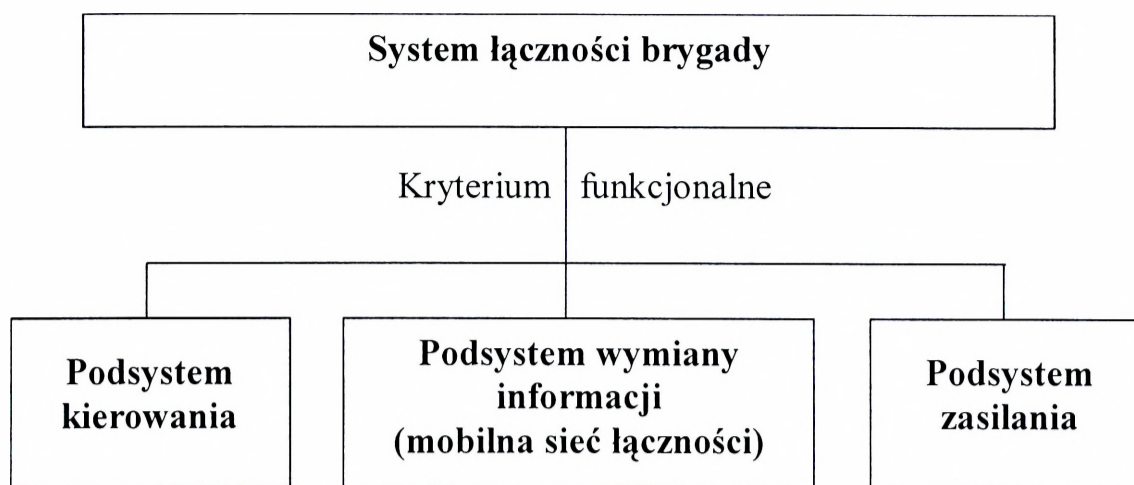 System łączności brygady
Kryterium funkcjonalne
Podsystem
kierowania
Podsystem wymiany
informacji
(mobilna sieć łączności)
Podsystem
zasilania